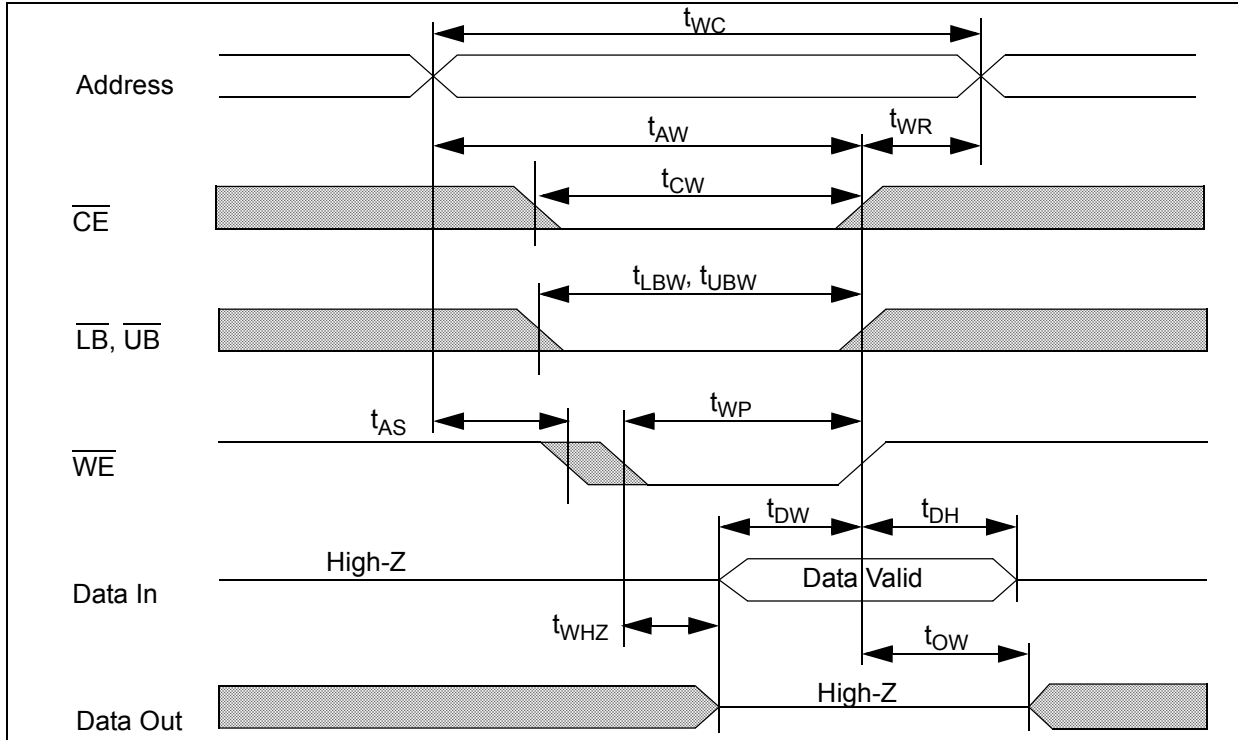 tWC
Address
tAW
tWR
CE
tCW
LB, UB
tLBW, tUBW
WE
tAS
tWP
tDW
tDH
Data In
High-Z
Data Valid
tWHZ
tOW
Data Out
High-Z